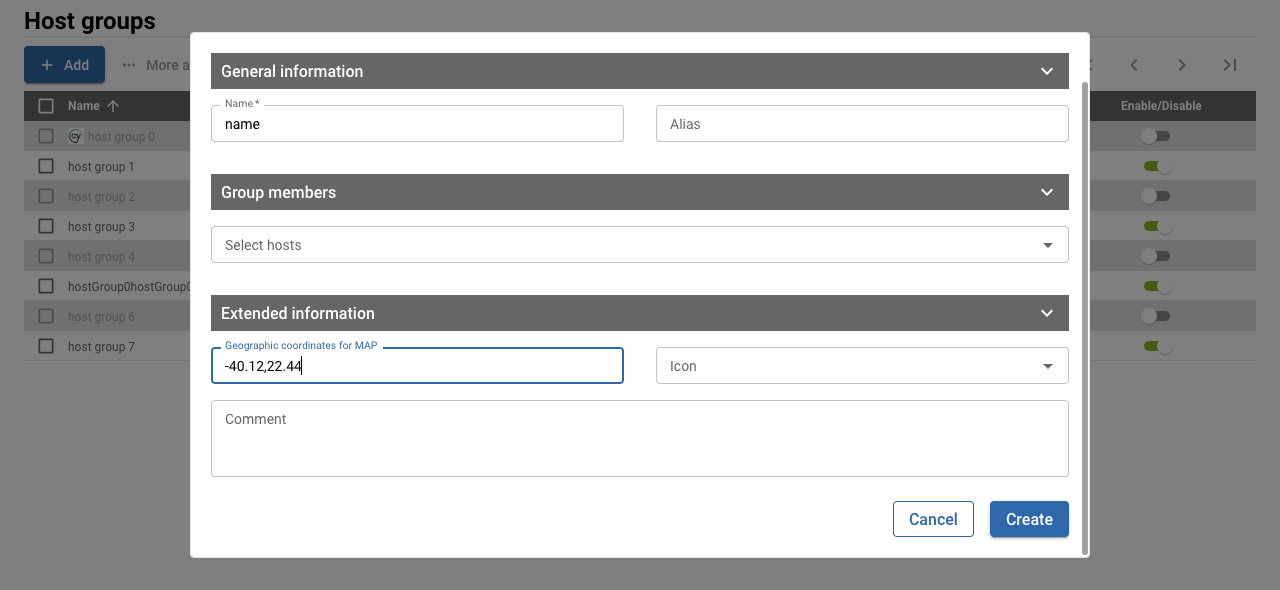 Host groups
Add
More a
Name
Enable/Disable
host group 0
host group 1
host group 2
host group 3
host group 4
hostGroup0hostGroup0
host group 6
host group 7
General information
Name *
name
Alias
Group members
Select hosts
Extended information
Geographic coordinates for MAP
-40.12,22.44
Icon
Comment
Cancel
Create